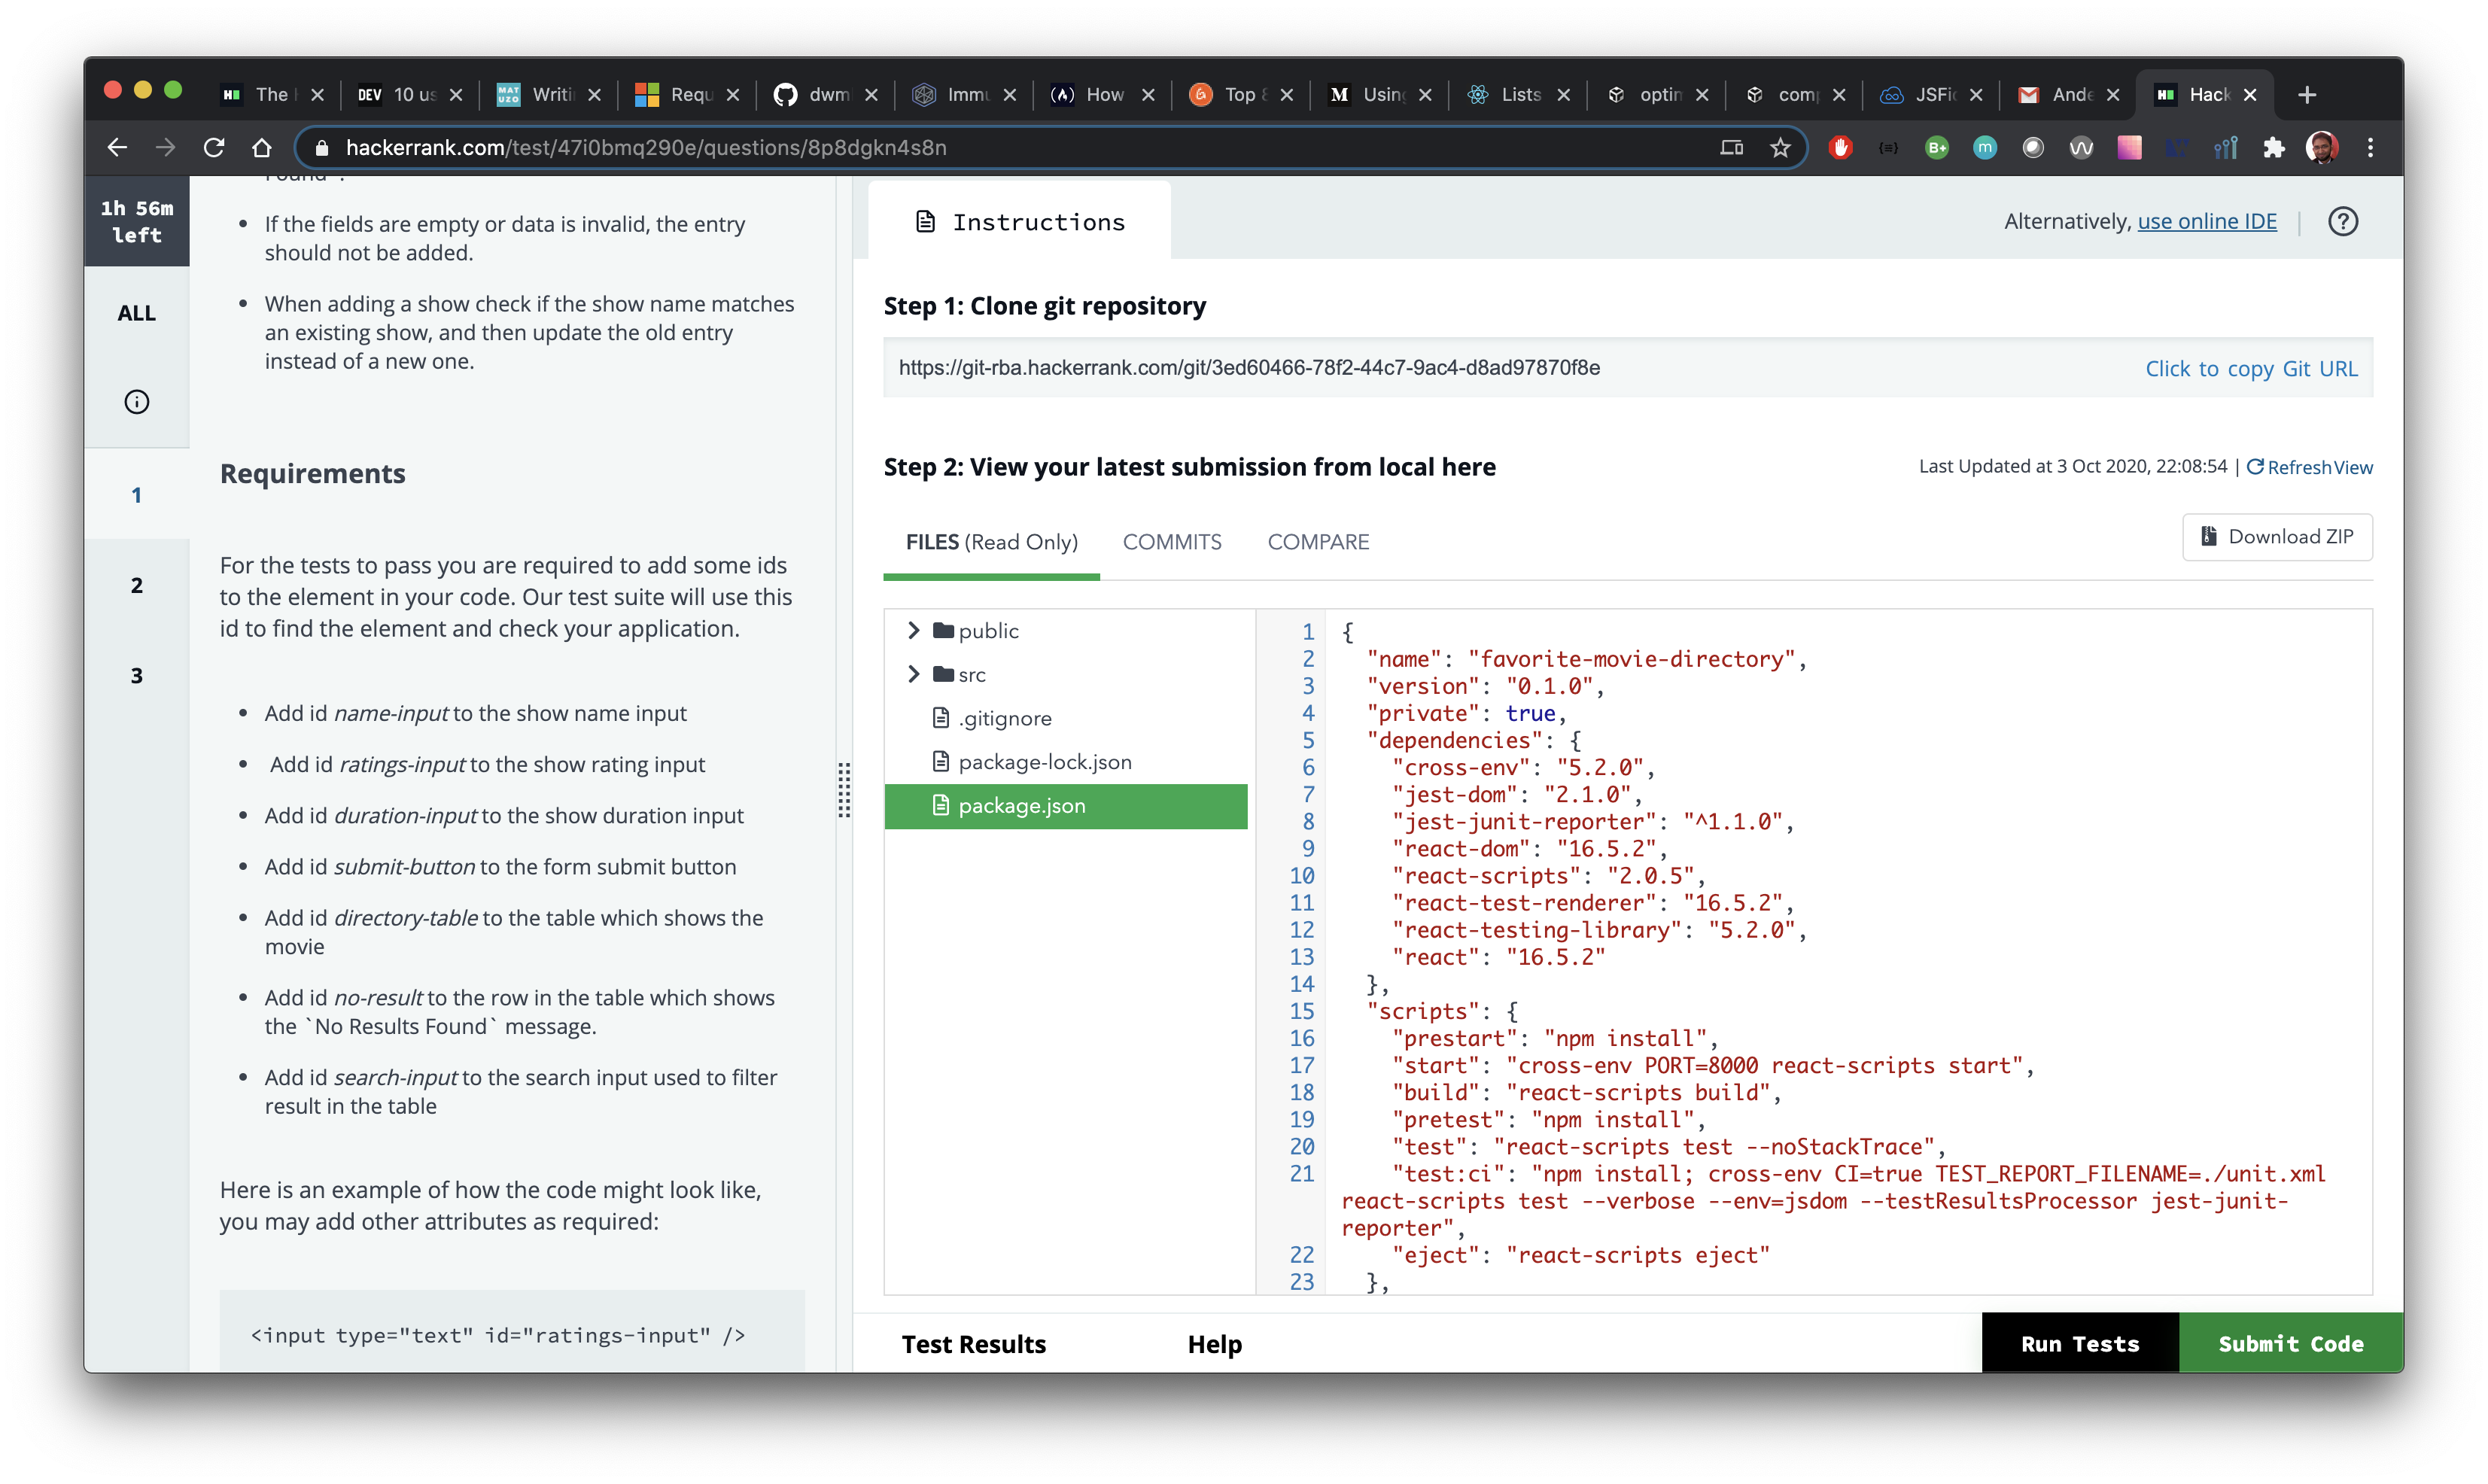 The
10 us
Writi
Requ
dwm
Immu
How
Top 8
Using
Lists
optim
com
JSFid
Ande
Hack
hackerrank.com/test/47i0bmq290e/questions/8p8dgkn4s8n
1h 56m
left
ALL
1
2
3
Found".
• If the fields are empty or data is invalid, the entry
should not be added.
• When adding a show check if the show name matches
an existing show, and then update the old entry
instead of a new one.
Requirements
For the tests to pass you are required to add some ids
to the element in your code. Our test suite will use this
id to find the element and check your application.
• Add id name-input to the show name input
• Add id ratings-input to the show rating input
• Add id duration-input to the show duration input
• Add id submit-button to the form submit button
• Add id directory-table to the table which shows the
movie
• Add id no-result to the row in the table which shows
the `No Results Found` message.
• Add id search-input to the search input used to filter
result in the table
Here is an example of how the code might look like,
you may add other attributes as required:
<input type="text" id="ratings-input" />
Instructions
Alternatively, use online IDE
Step 1: Clone git repository
https://git-rba.hackerrank.com/git/3ed60466-78f2-44c7-9ac4-d8ad97870f8e
Click to copy Git URL
Step 2: View your latest submission from local here
Last Updated at 3 Oct 2020, 22:08:54 | Refresh View
FILES (Read Only)
COMMITS
COMPARE
Download ZIP
public
src
.gitignore
package-lock.json
package.json
1 {
2 "name": "favorite-movie-directory",
3 "version": "0.1.0",
4 "private": true,
5 "dependencies": {
6 "cross-env": "5.2.0",
7 "jest-dom": "2.1.0",
8 "jest-junit-reporter": "^1.1.0",
9 "react-dom": "16.5.2",
10 "react-scripts": "2.0.5",
11 "react-test-renderer": "16.5.2",
12 "react-testing-library": "5.2.0",
13 "react": "16.5.2"
14 },
15 "scripts": {
16 "prestart": "npm install",
17 "start": "cross-env PORT=8000 react-scripts start",
18 "build": "react-scripts build",
19 "pretest": "npm install",
20 "test": "react-scripts test --noStackTrace",
21 "test:ci": "npm install; cross-env CI=true TEST_REPORT_FILENAME=./unit.xml
react-scripts test --verbose --env=jsdom --testResultsProcessor jest-junit-
reporter",
22 "eject": "react-scripts eject"
23 },
Test Results
Help
Run Tests
Submit Code